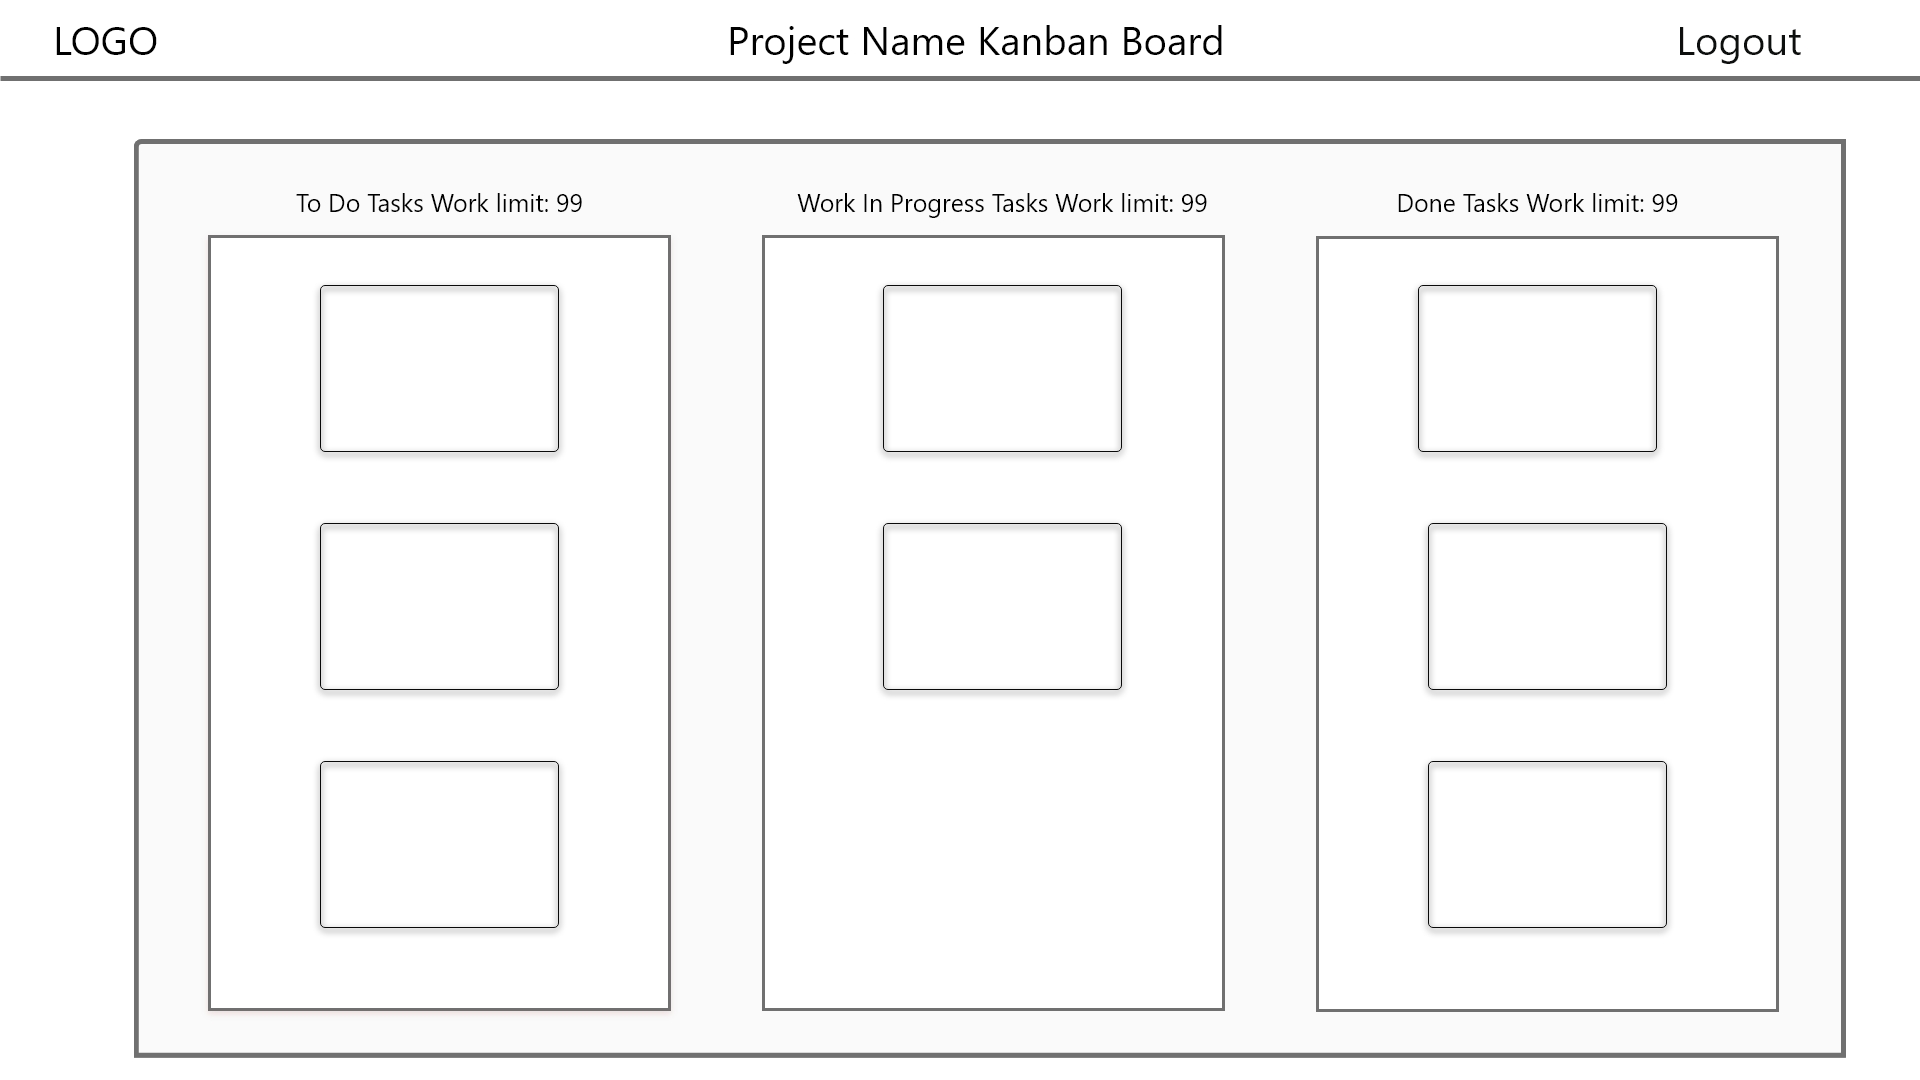 LOGO
Project Name Kanban Board
Logout
To Do Tasks Work limit: 99
Work In Progress Tasks Work limit: 99
Done Tasks Work limit: 99